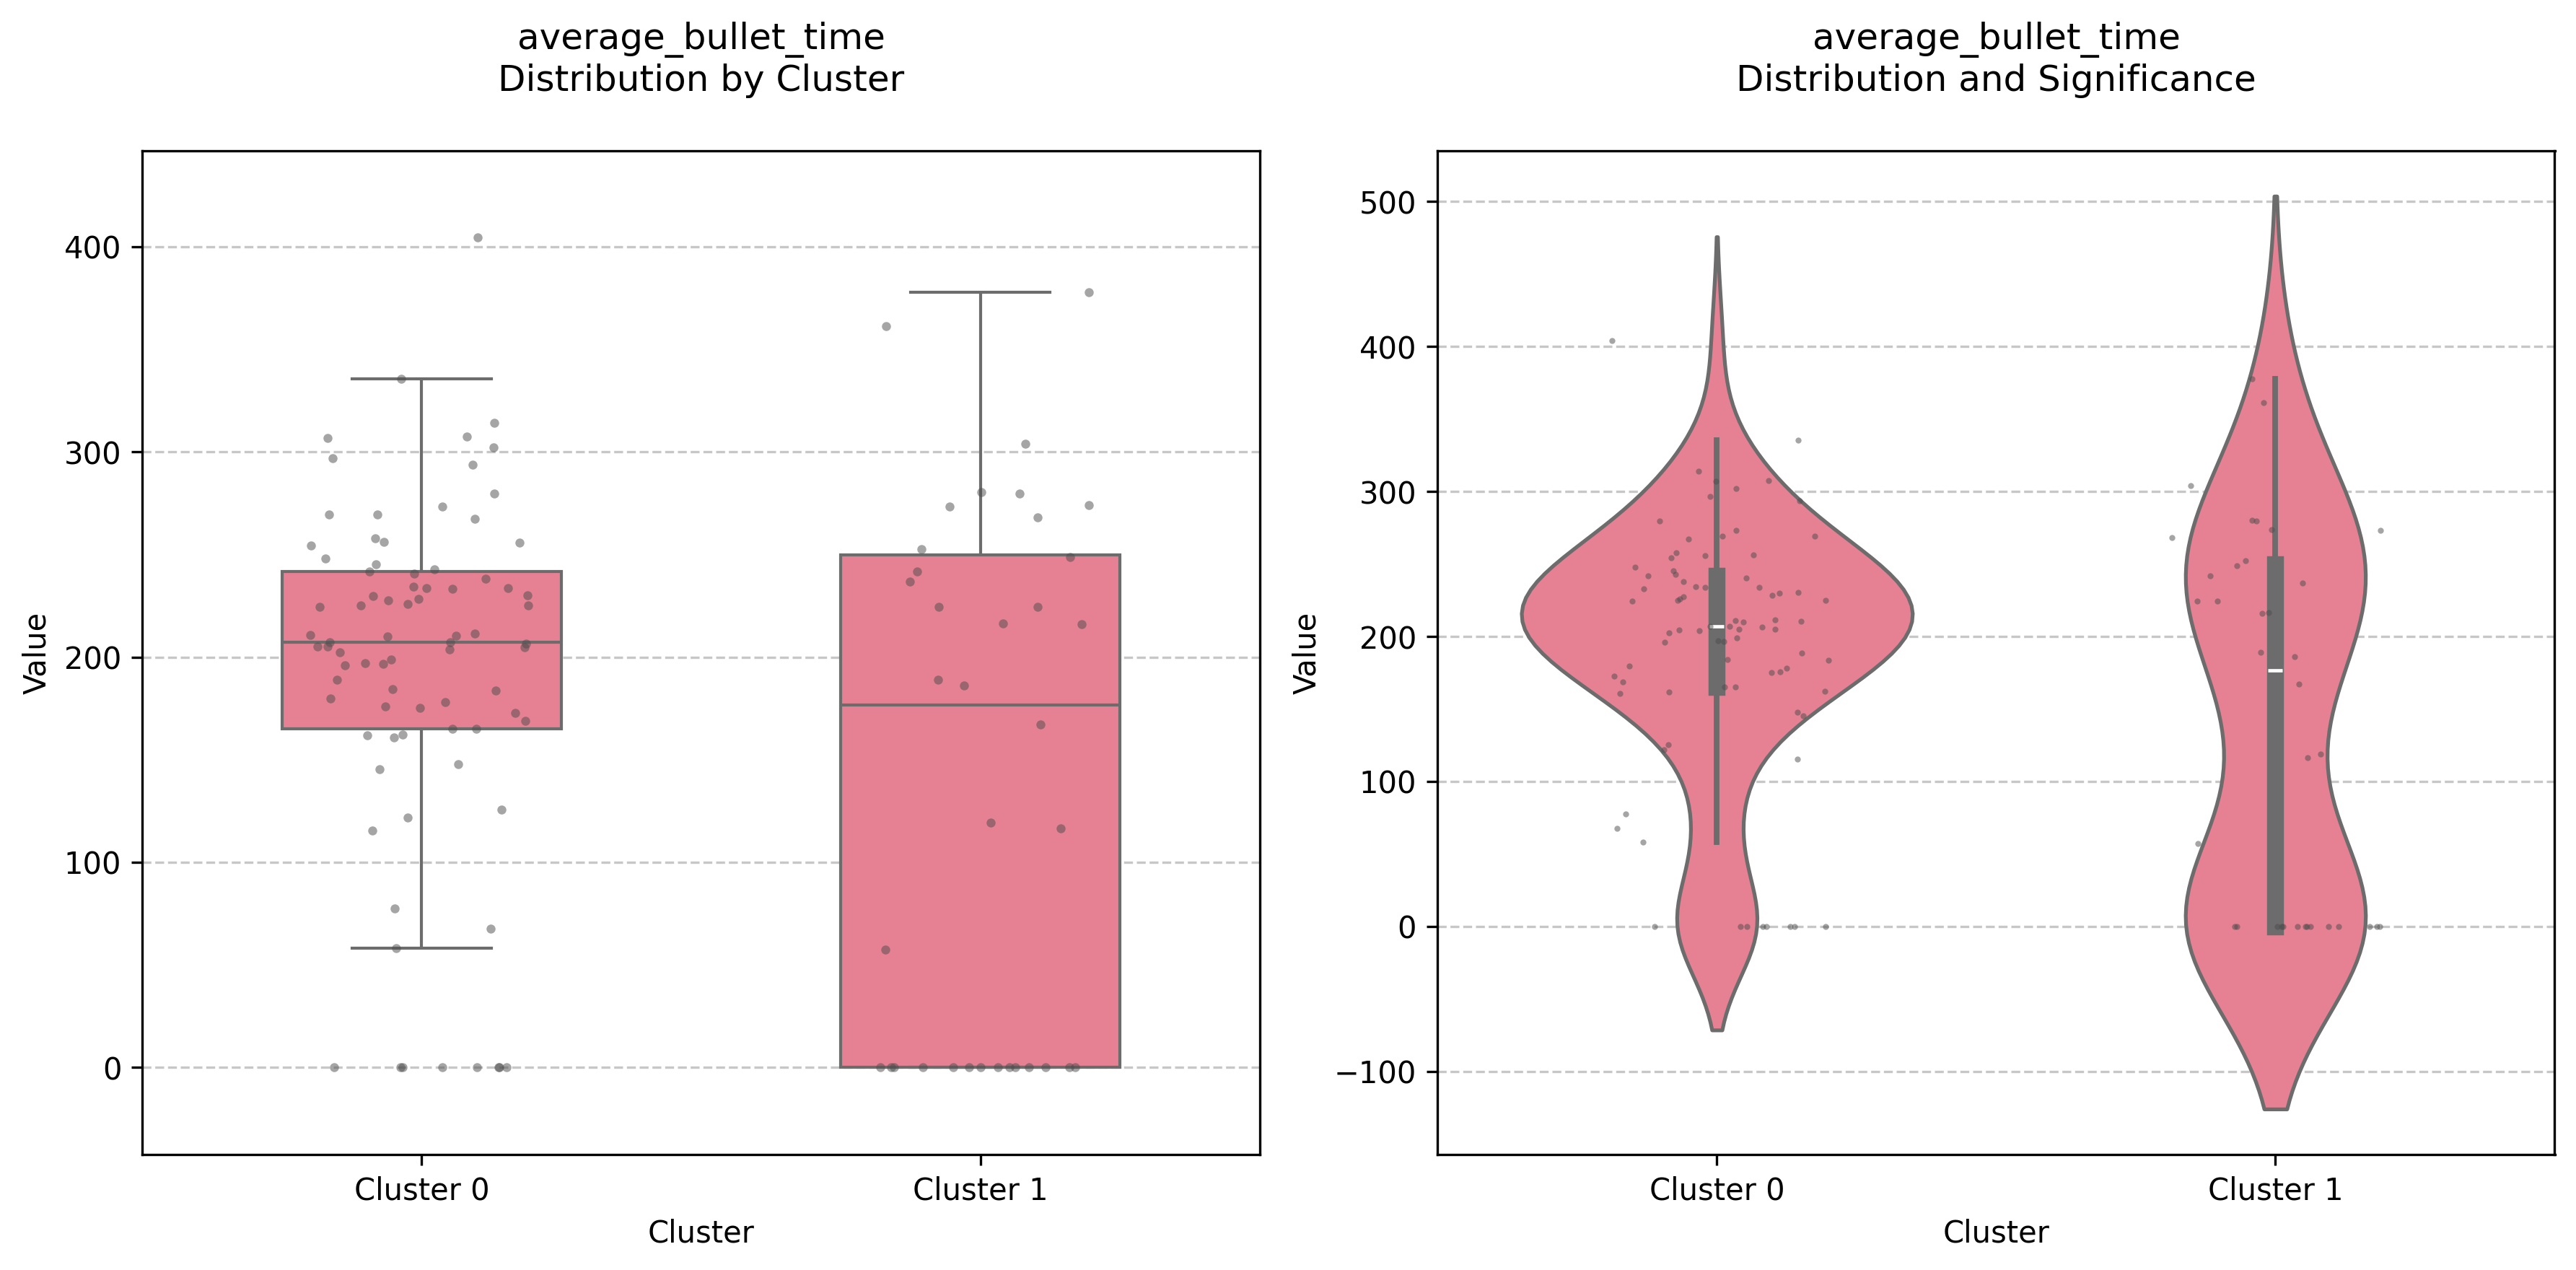 average_bullet_time
Distribution by Cluster
Value
400
300
200
100
0
Cluster 0
Cluster 1
Cluster
average_bullet_time
Distribution and Significance
Value
500
400
300
200
100
0
−100
Cluster 0
Cluster 1
Cluster